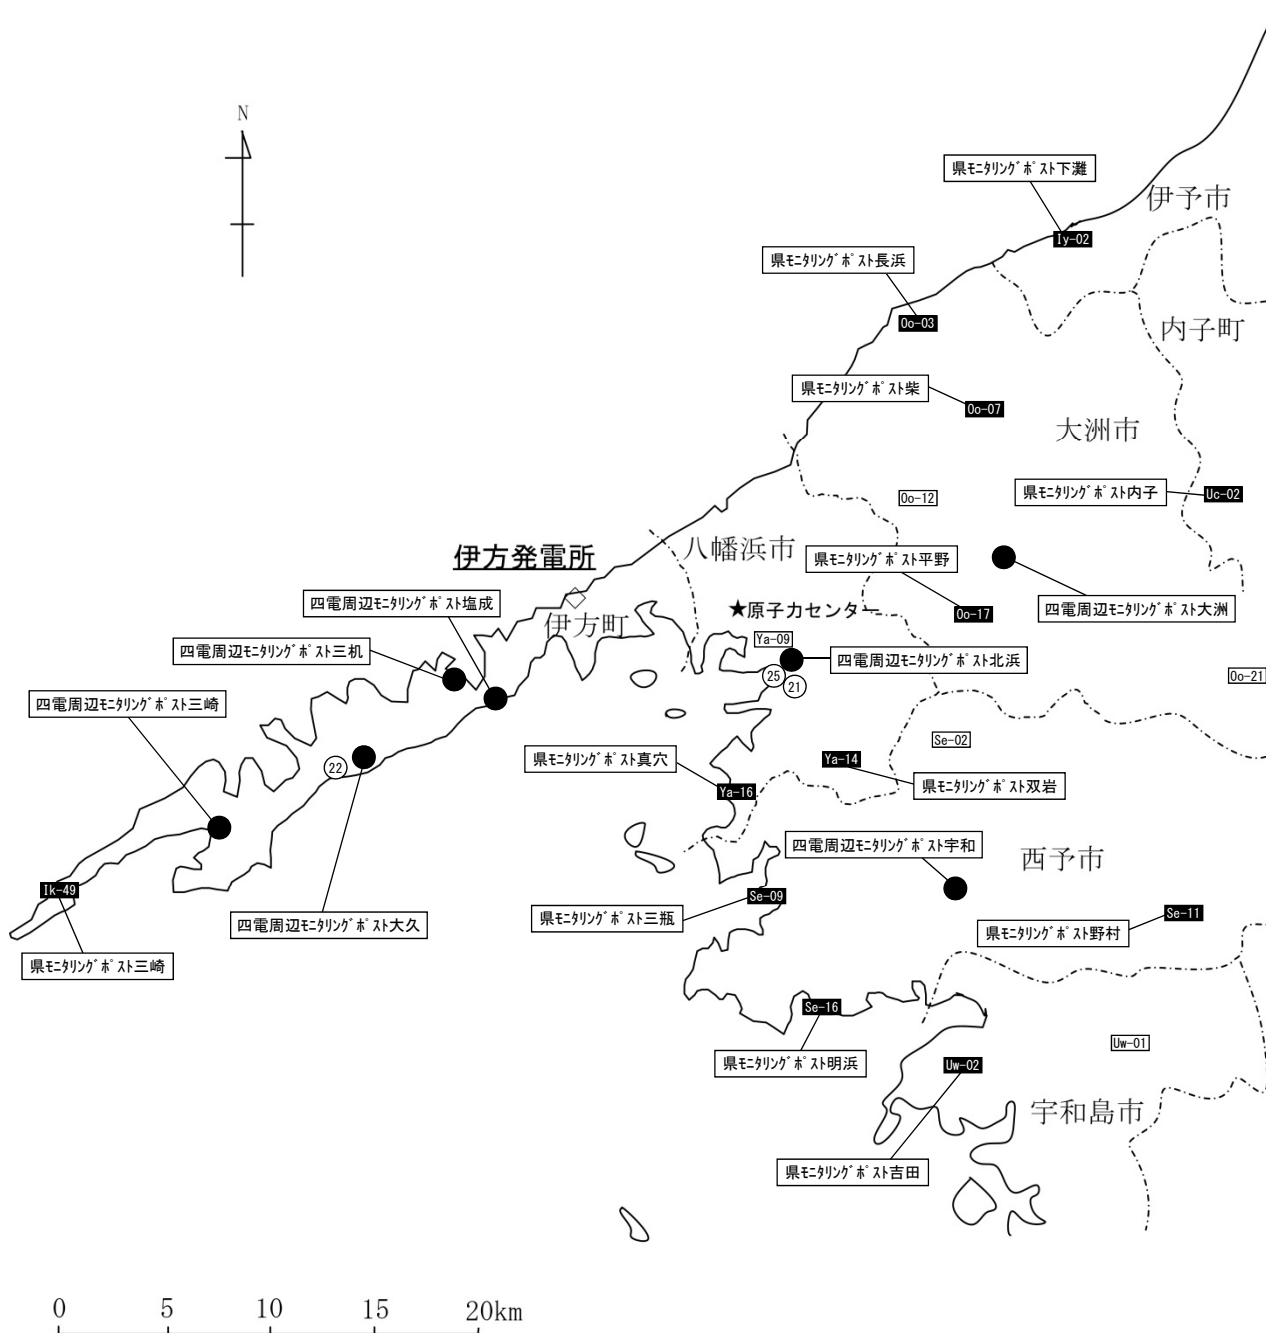 N
県ﾓﾆﾀﾘﾝｸﾞﾎﾟｽﾄ下灘
伊予市
Iy-02
県ﾓﾆﾀﾘﾝｸﾞﾎﾟｽﾄ長浜
Oo-03
内子町
県ﾓﾆﾀﾘﾝｸﾞﾎﾟｽﾄ柴
Oo-07
大洲市
Oo-12
県ﾓﾆﾀﾘﾝｸﾞﾎﾟｽﾄ内子
Uc-02
伊方発電所
八幡浜市
県ﾓﾆﾀﾘﾝｸﾞﾎﾟｽﾄ平野
四電周辺ﾓﾆﾀﾘﾝｸﾞﾎﾟｽﾄ塩成
伊方町
★原子力センター
Oo-17
四電周辺ﾓﾆﾀﾘﾝｸﾞﾎﾟｽﾄ大洲
四電周辺ﾓﾆﾀﾘﾝｸﾞﾎﾟｽﾄ三机
Ya-09
四電周辺ﾓﾆﾀﾘﾝｸﾞﾎﾟｽﾄ北浜
25
21
Oo-21
四電周辺ﾓﾆﾀﾘﾝｸﾞﾎﾟｽﾄ三崎
Se-02
22
県ﾓﾆﾀﾘﾝｸﾞﾎﾟｽﾄ真穴
Ya-14
県ﾓﾆﾀﾘﾝｸﾞﾎﾟｽﾄ双岩
Ya-16
四電周辺ﾓﾆﾀﾘﾝｸﾞﾎﾟｽﾄ宇和
西予市
Ik-49
Se-09
四電周辺ﾓﾆﾀﾘﾝｸﾞﾎﾟｽﾄ大久
県ﾓﾆﾀﾘﾝｸﾞﾎﾟｽﾄ三瓶
Se-11
県ﾓﾆﾀﾘﾝｸﾞﾎﾟｽﾄ野村
県ﾓﾆﾀﾘﾝｸﾞﾎﾟｽﾄ三崎
Se-16
Uw-01
県ﾓﾆﾀﾘﾝｸﾞﾎﾟｽﾄ明浜
Uw-02
宇和島市
県ﾓﾆﾀﾘﾝｸﾞﾎﾟｽﾄ吉田
0 5 10 15 20km